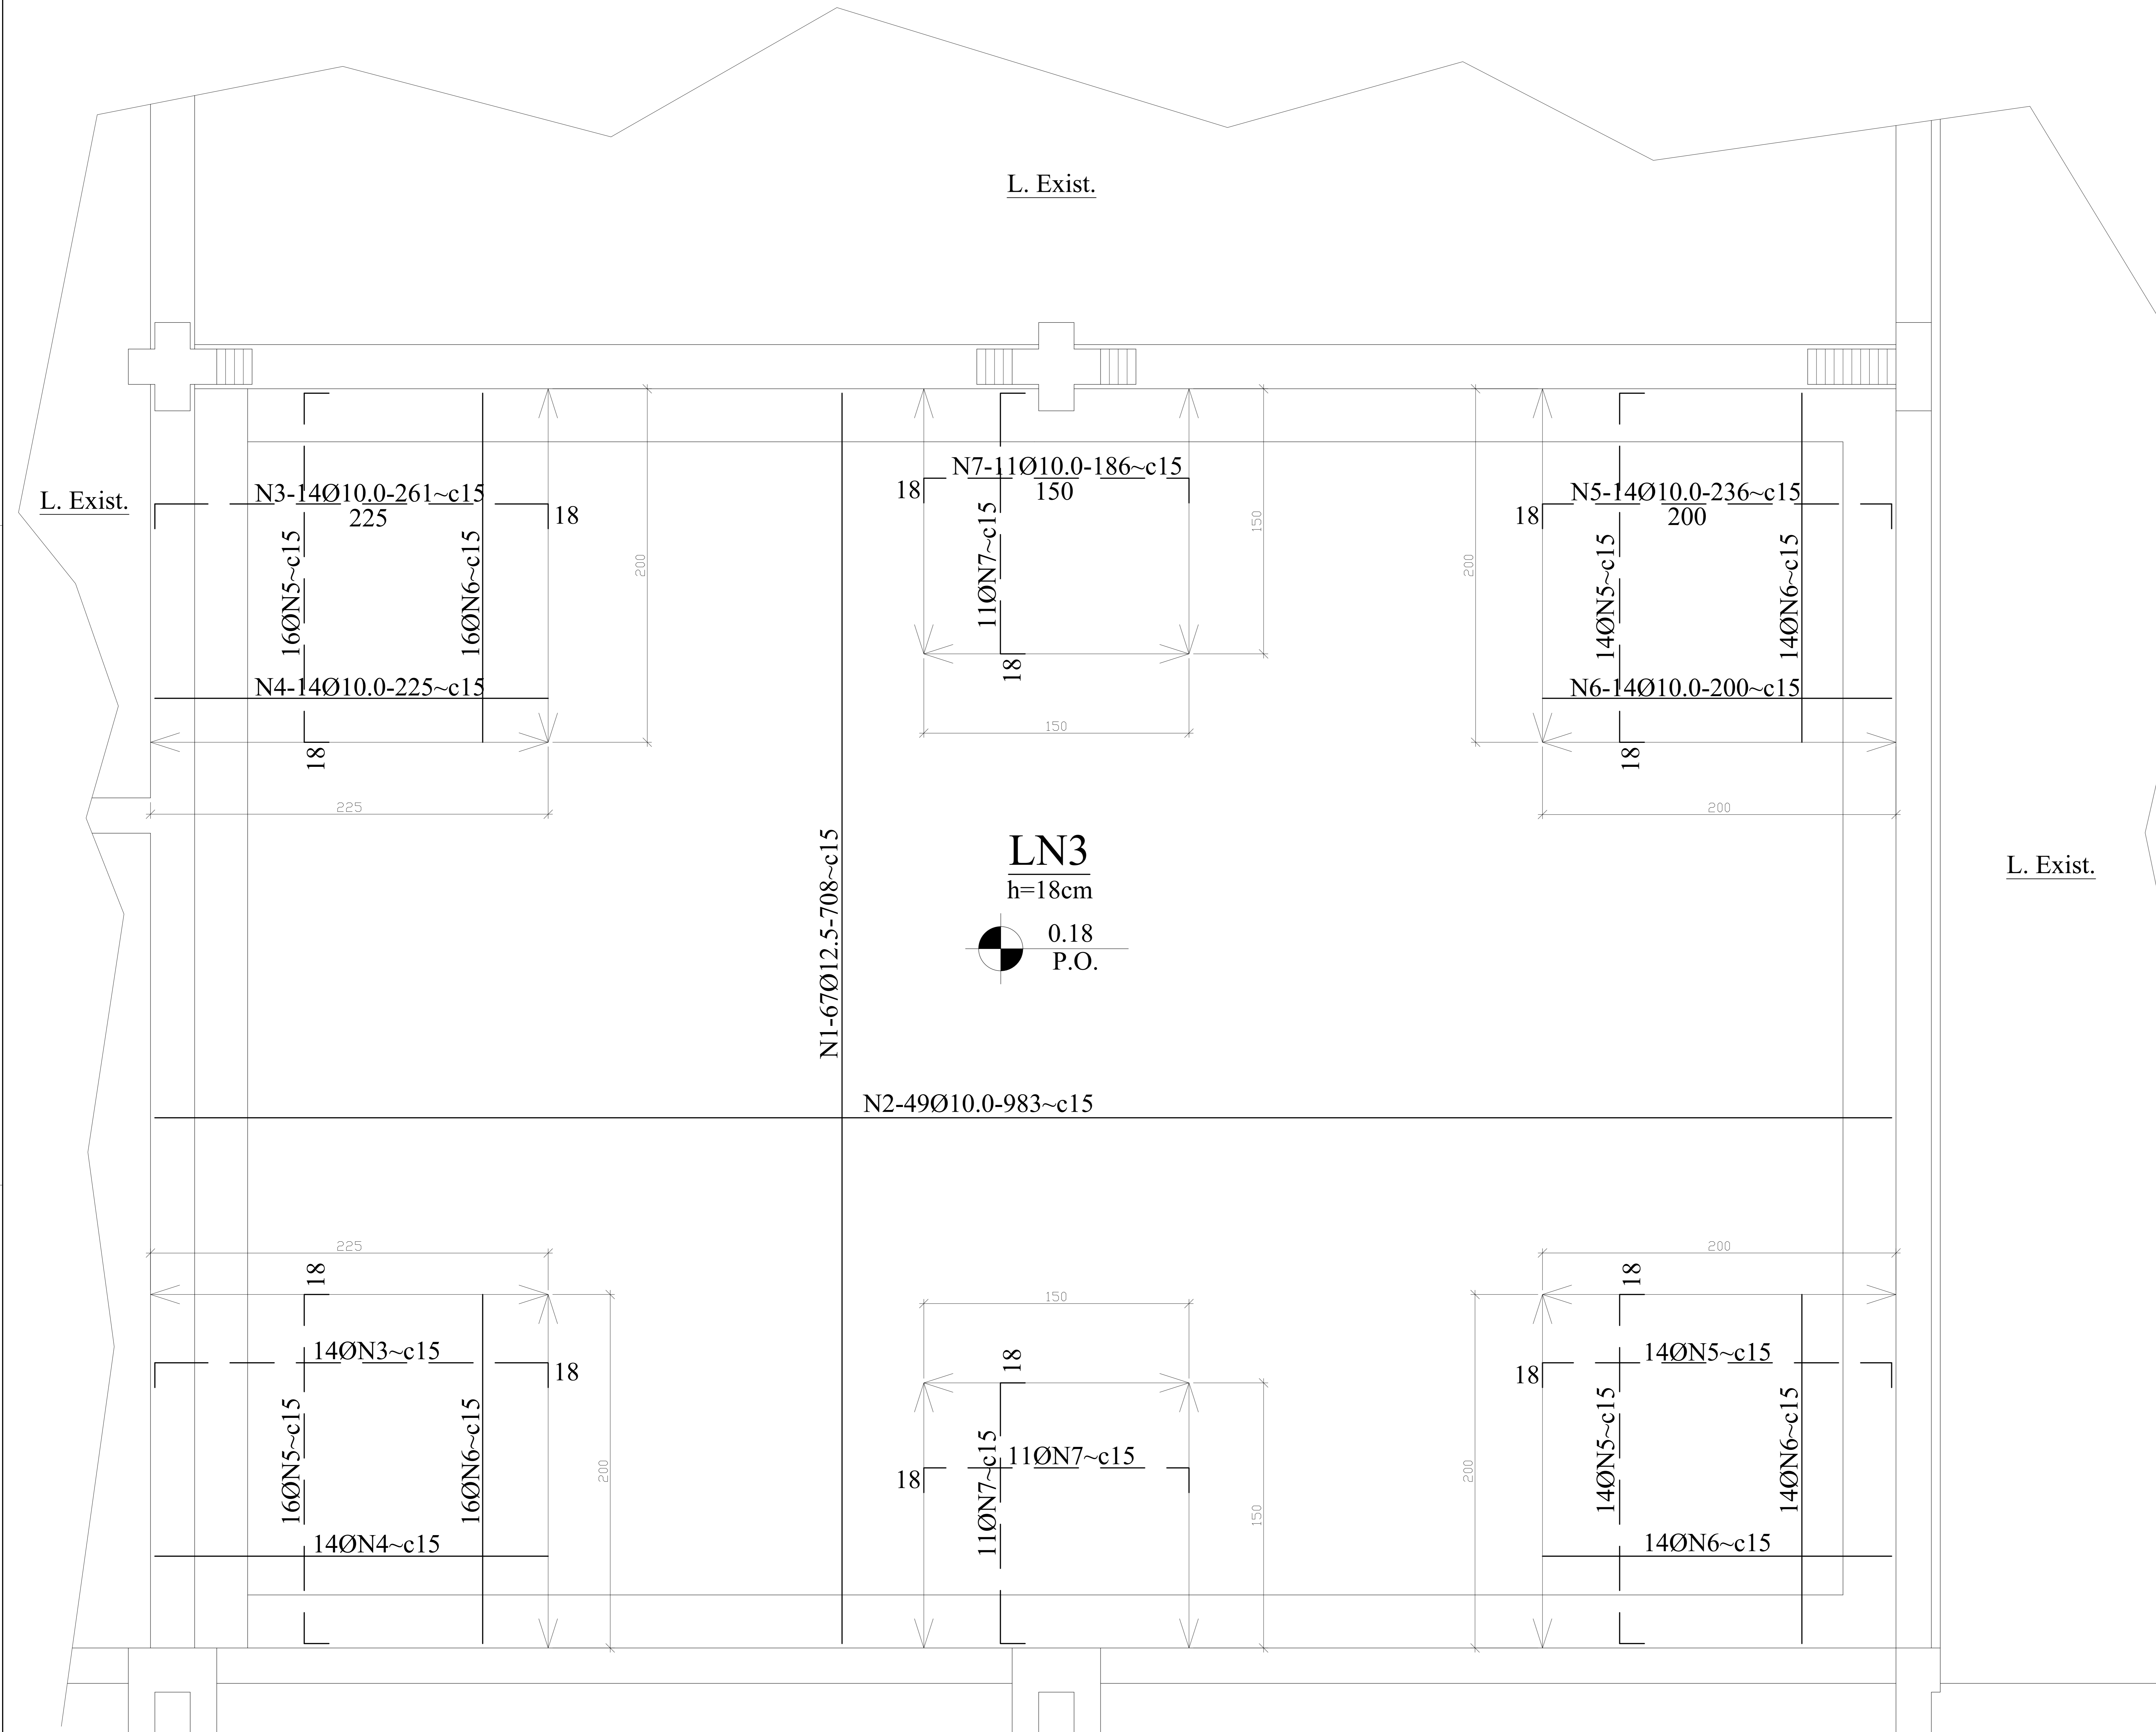 L. Exist.
L. Exist.
N3-14Ø10.0-261~c15
225
18
16ØN5~c15
16ØN6~c15
N4-14Ø10.0-225~c15
18
200
225
N7-11Ø10.0-186~c15
150
18
11ØN7~c15
18
150
150
N5-14Ø10.0-236~c15
200
18
14ØN5~c15
14ØN6~c15
N6-14Ø10.0-200~c15
18
200
200
LN3
h=18cm
0.18
P.O.
L. Exist.
N1-67Ø12.5-708~c15
N2-49Ø10.0-983~c15
225
18
14ØN3~c15
18
16ØN5~c15
16ØN6~c15
14ØN4~c15
200
150
18
11ØN7~c15
18
11ØN7~c15
150
200
18
14ØN5~c15
18
14ØN5~c15
14ØN6~c15
14ØN6~c15
200